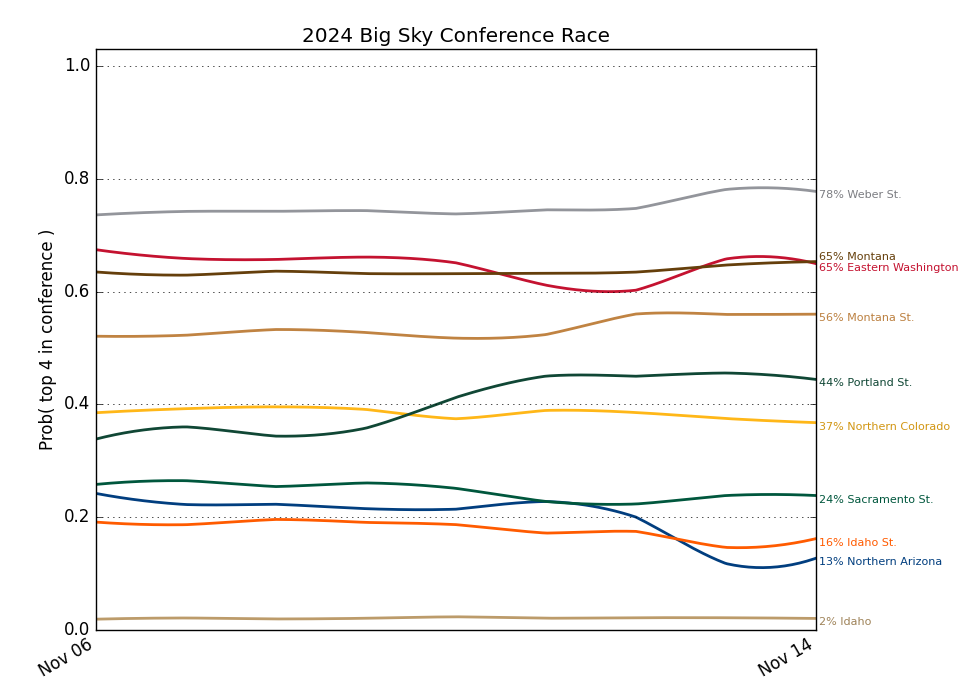 2024 Big Sky Conference Race
Prob( top 4 in conference )
1.0
0.8
0.6
0.4
0.2
0.0
78% Weber St.
65% Montana
65% Eastern Washington
56% Montana St.
44% Portland St.
37% Northern Colorado
24% Sacramento St.
16% Idaho St.
13% Northern Arizona
2% Idaho
Nov 06
Nov 14